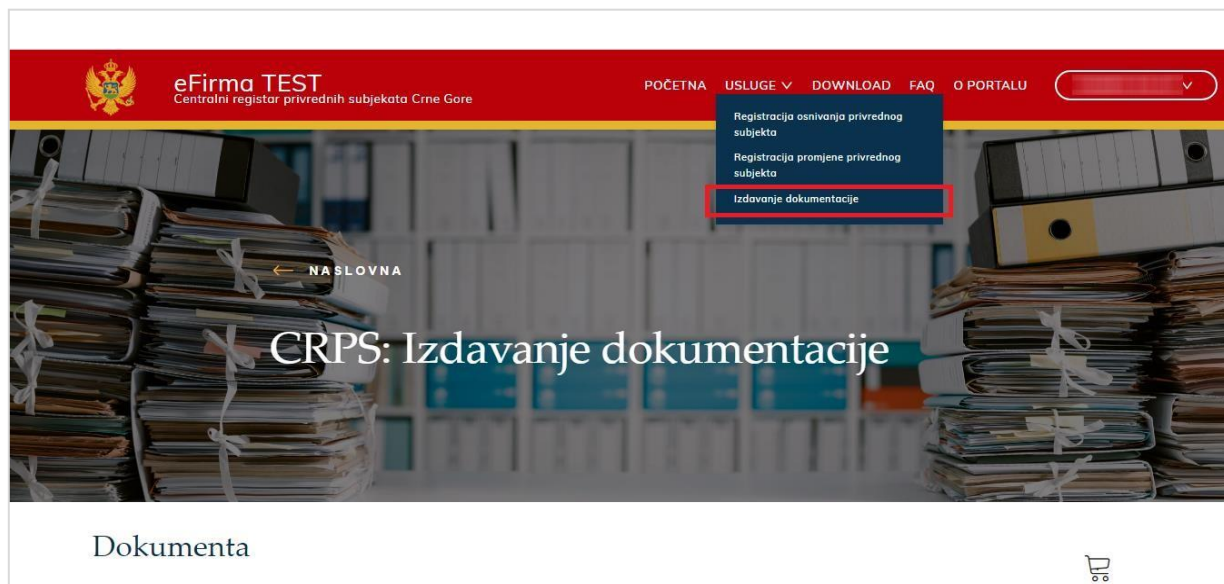 eFirma TEST
Centralni registar privrednih subjekata Crne Gore
POČETNA USLUGE DOWNLOAD FAQ O PORTALU
Registracija osnivanja privrednog
subjekta
Registracija promjene privrednog
subjekta
Izdavanje dokumentacije
← NASLOVNA
CRPS: Izdavanje dokumentacije
Dokumenta